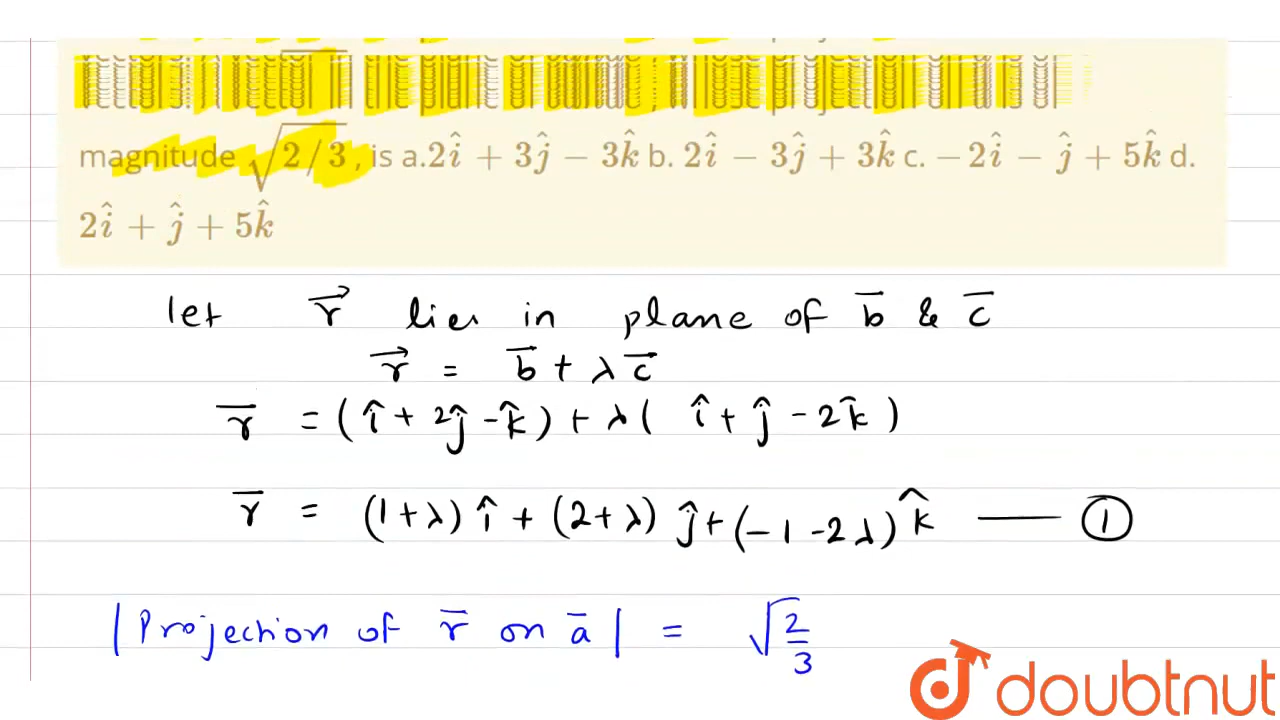 magnitude √2/3, is a.2î + 3ĵ − 3k̂ b. 2î − 3ĵ + 3k̂ c. −2î − ĵ + 5k̂ d.
2î + ĵ + 5k̂
let r⃗ lies in plane of b̅ & c̅
r⃗ = b̅ + λc̅
r̅ = (î + 2ĵ - k̂) + λ( î + ĵ - 2k̂ )
r̅ = (1+λ) î + (2+λ) ĵ + (-1 -2λ) k̂ —— ①
|Projection of r̅ on a̅| = √2/3
doubtnut